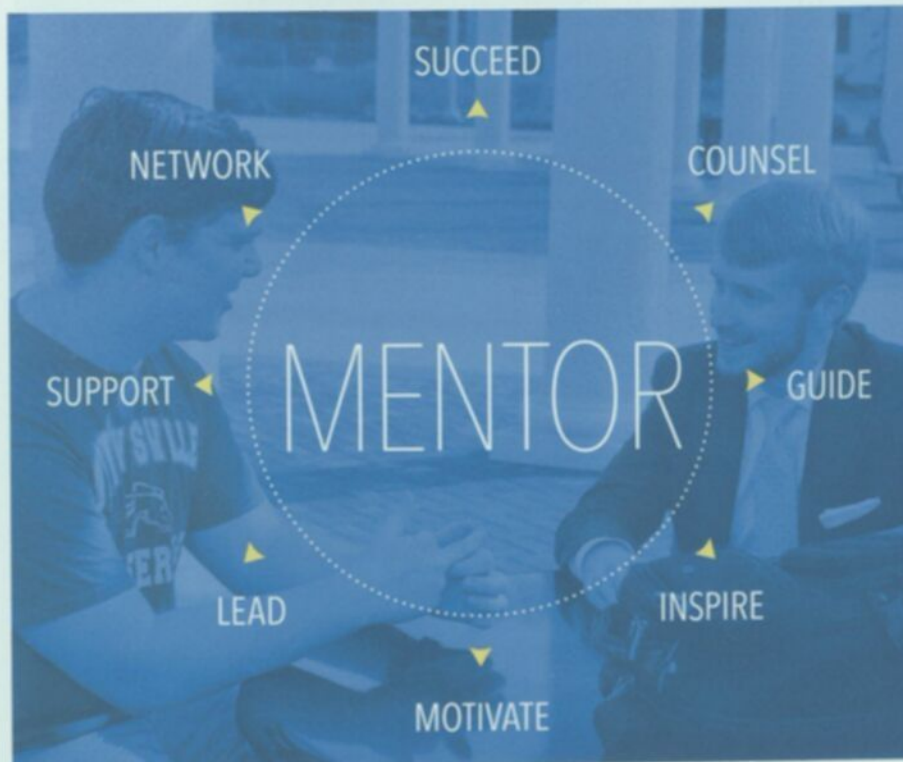 SUCCEED
NETWORK
COUNSEL
MENTOR
SUPPORT
GUIDE
LEAD
INSPIRE
MOTIVATE